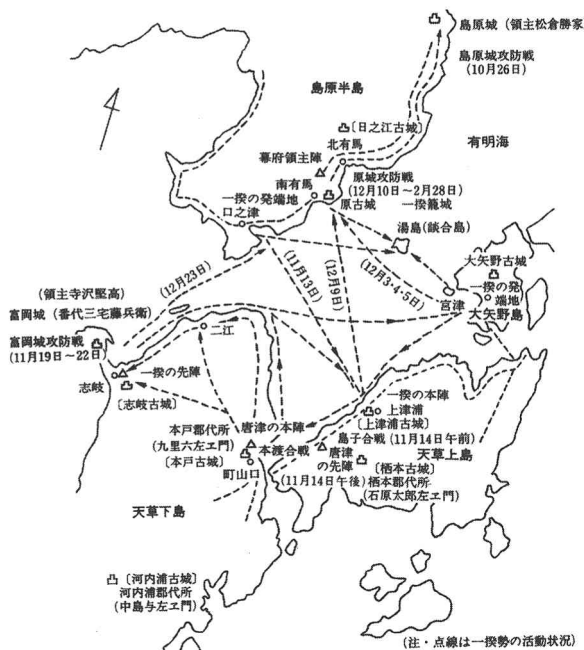 島原城(領主松倉勝家
島原城攻防戦
(10月26日)
島原半島
〔日之江古城〕
北有馬
有明海
幕府領主陣
原城攻防戦
南有馬
(12月10日〜2月28日)
一揆の発端地
原古城 一揆籠城
口之津
湯島(談合島)
大矢野古城
(12月23日)
(11月13日)
(12月9日)
(12月3・4・5日)
一揆の発
端地
宮津
大矢野島
(領主寺沢堅高)
富岡城(番代三宅藤兵衛)
富岡城攻防戦
(11月19日〜22日)
二江
一揆の先陣
志岐
〔志岐古城〕
一揆の本陣
上津浦
〔上津浦古城〕
唐津の本陣
本戸郡代所
(九里六左ヱ門)
本渡合戦
〔本戸古城〕
町山口
島子合戦(11月14日午前)
天草上島
唐津
の先陣
(11月14日午後)
〔栖本古城〕
栖本郡代所
(石原太郎左ヱ門)
天草下島
〔河内浦古城〕
河内浦郡代所
(中島与左ヱ門)
(注・点線は一揆勢の活動状況)